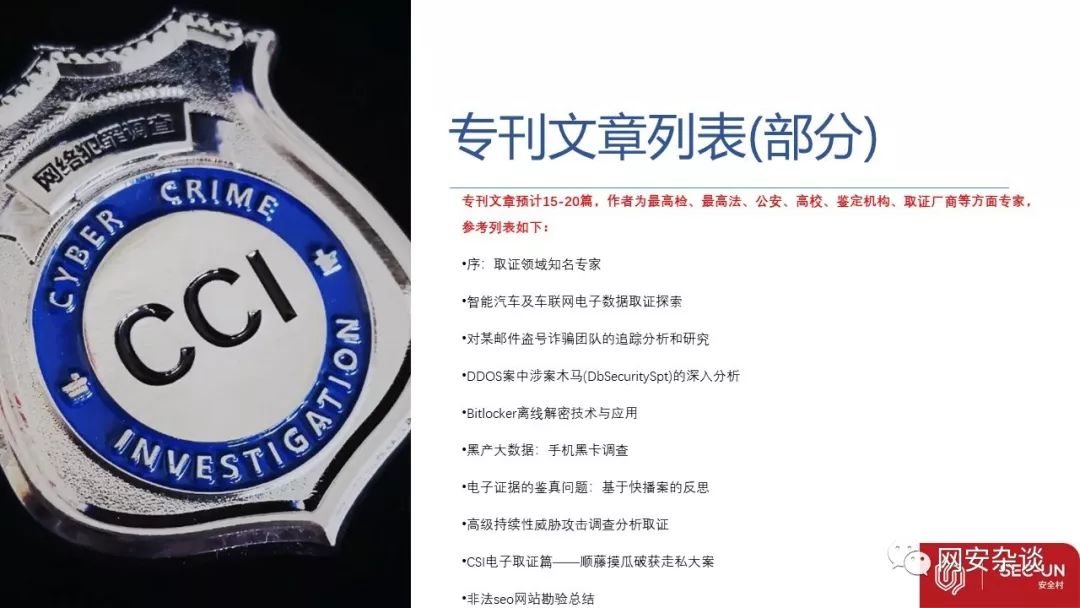 网络犯罪调查
CYBER CRIME
CCI
INVESTIGATION
专刊文章列表(部分)
专刊文章预计15-20篇，作者为最高检、最高法、公安、高校、鉴定机构、取证厂商等方面专家，
参考列表如下：
•序：取证领域知名专家
•智能汽车及车联网电子数据取证探索
•对某邮件盗号诈骗团队的追踪分析和研究
•DDOS案中涉案木马(DbSecuritySpt)的深入分析
•Bitlocker离线解密技术与应用
•黑产大数据：手机黑卡调查
•电子证据的鉴真问题：基于快播案的反思
•高级持续性威胁攻击调查分析取证
•CSI电子取证篇——顺藤摸瓜破获走私大案
•非法seo网站勘验总结
网安杂谈
SEC-UN
安全村